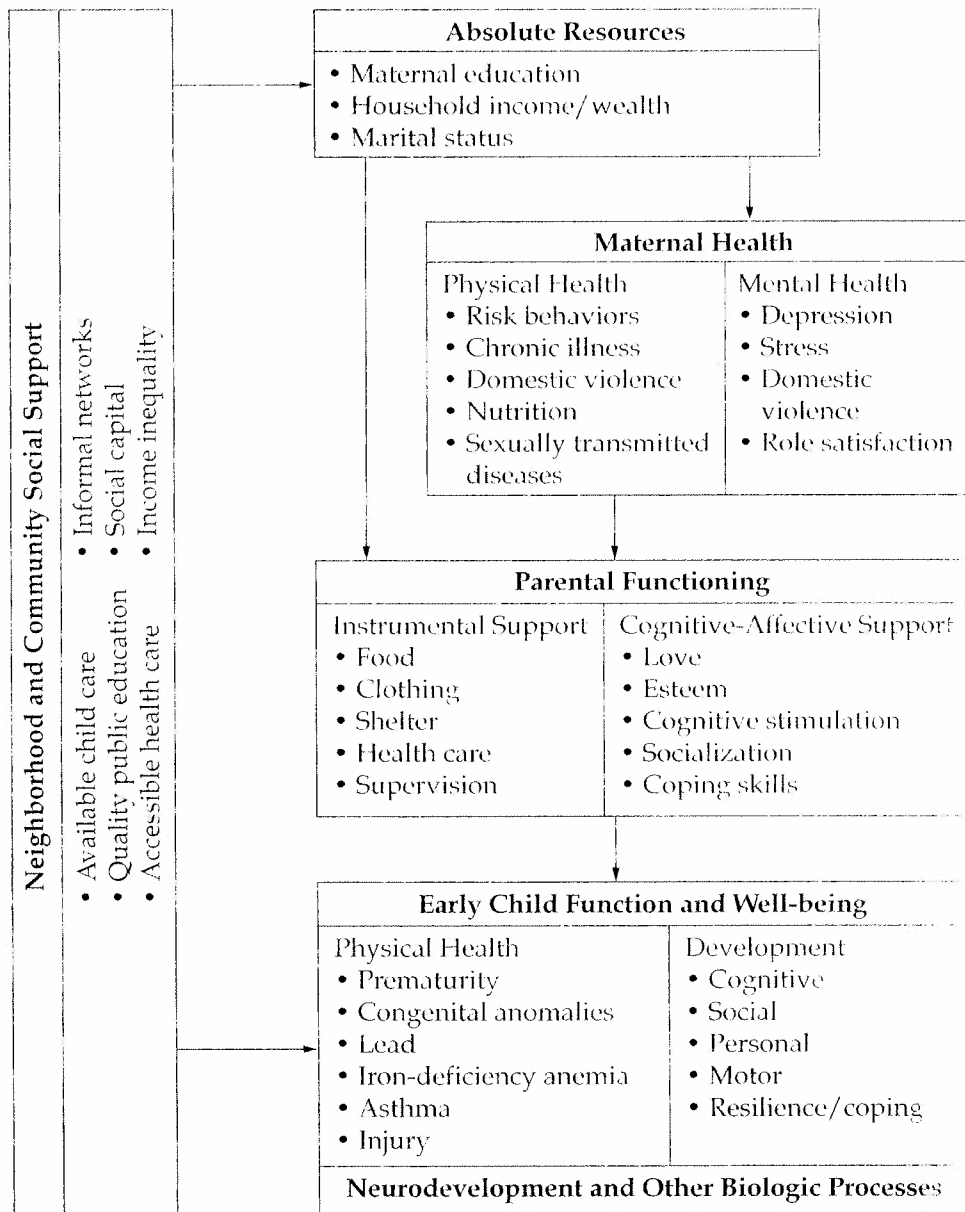 Neighborhood and Community Social Support
• Informal networks
• Social capital
• Income inequality
• Available child care
• Quality public education
• Accessible health care
Absolute Resources
• Maternal education
• Household income/wealth
• Marital status
Maternal Health
Physical Health
• Risk behaviors
• Chronic illness
• Domestic violence
• Nutrition
• Sexually transmitted
diseases
Mental Health
• Depression
• Stress
• Domestic
violence
• Role satisfaction
Parental Functioning
Instrumental Support
• Food
• Clothing
• Shelter
• Health care
• Supervision
Cognitive-Affective Support
• Love
• Esteem
• Cognitive stimulation
• Socialization
• Coping skills
Early Child Function and Well-being
Physical Health
• Prematurity
• Congenital anomalies
• Lead
• Iron-deficiency anemia
• Asthma
• Injury
Development
• Cognitive
• Social
• Personal
• Motor
• Resilience/coping
Neurodevelopment and Other Biologic Processes